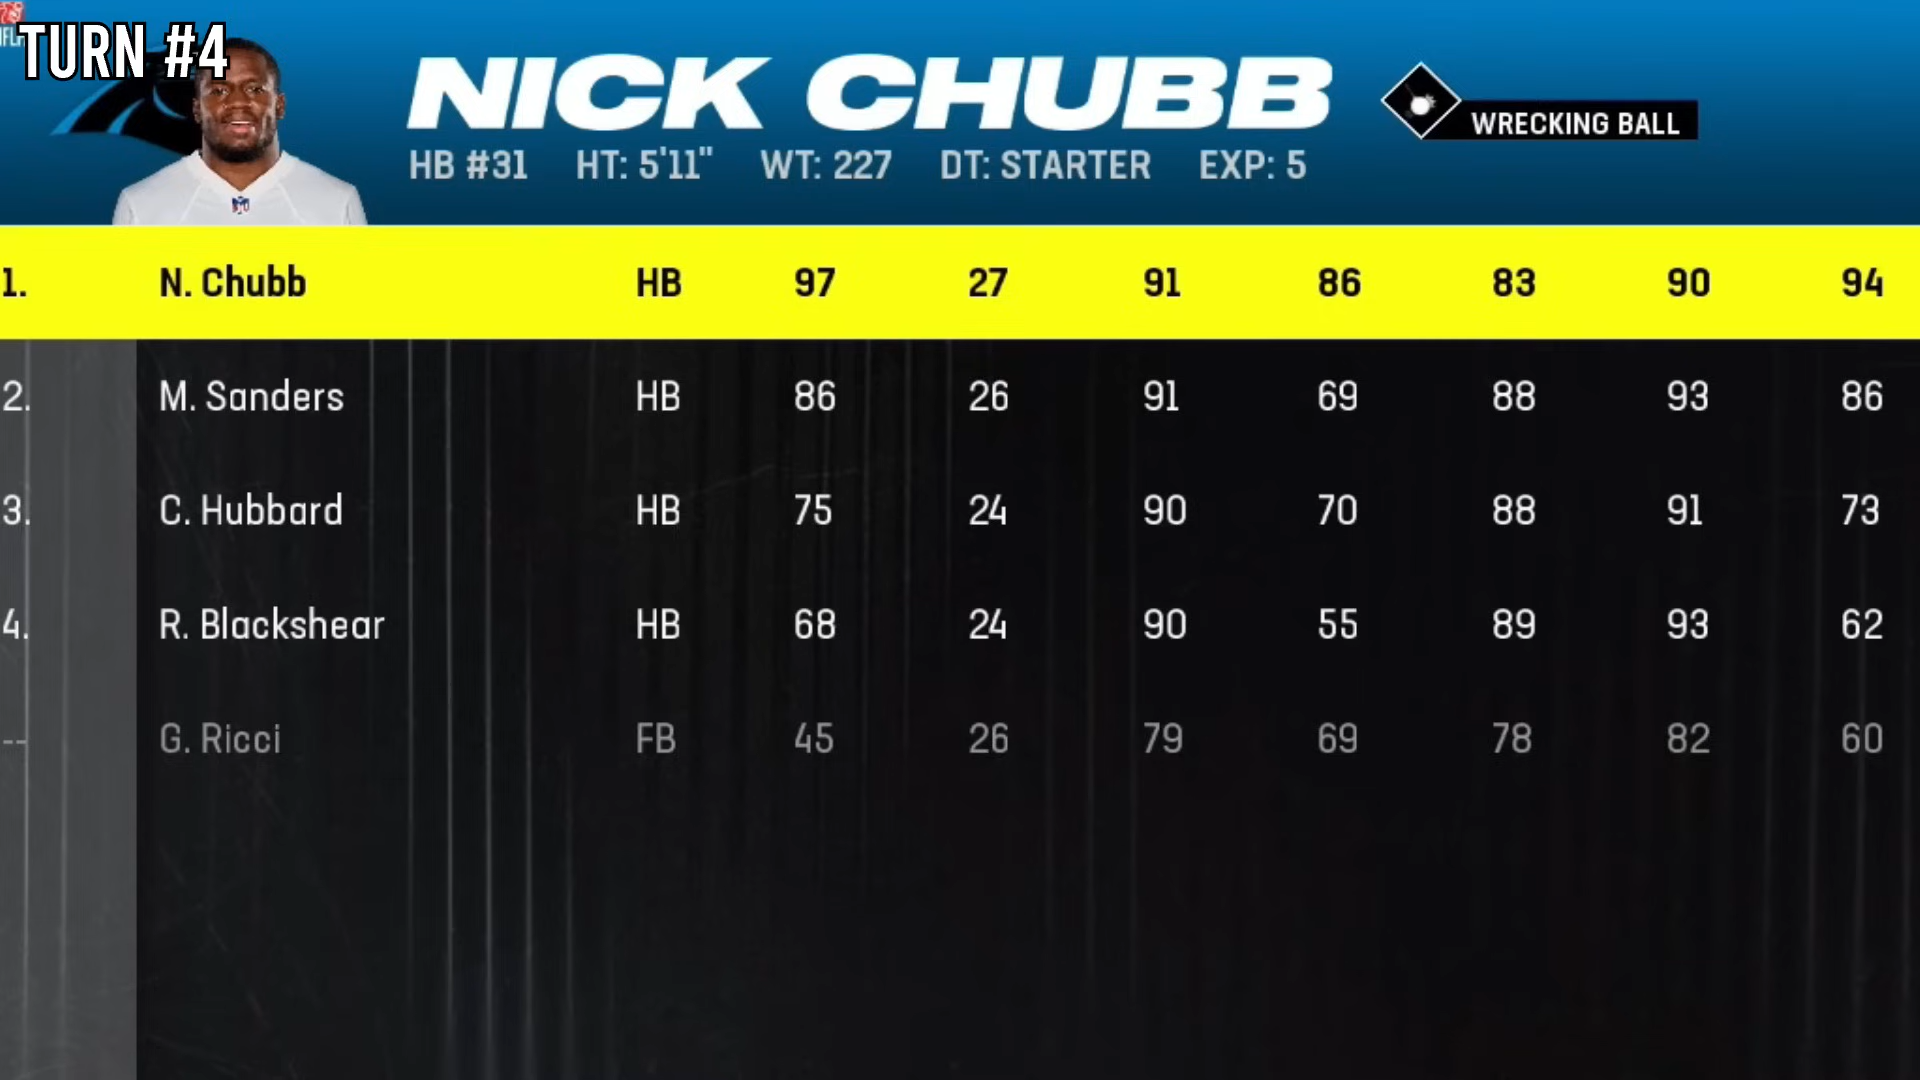 TURN #4
NICK CHUBB
WRECKING BALL
HB #31 HT: 5'11" WT: 227 DT: STARTER EXP: 5
1. N. Chubb HB 97 27 91 86 83 90 94
2. M. Sanders HB 86 26 91 69 88 93 86
3. C. Hubbard HB 75 24 90 70 88 91 73
4. R. Blackshear HB 68 24 90 55 89 93 62
-- G. Ricci FB 45 26 79 69 78 82 60